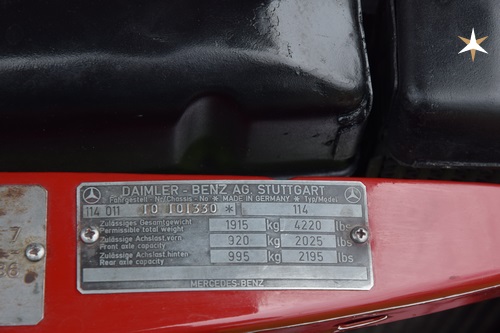 DAIMLER - BENZ AG. STUTTGART
Fahrgestell - Nr/Chassis - No * MADE IN GERMANY * Typ/Model
114 011 10 101330 * 114
Zulässiges Gesamtgewicht
Permissible total weight 1915 kg 4220 lbs
Zulässige Achslast vorn
Front axle capacity 920 kg 2025 lbs
Zulässige Achslast hinten
Rear axle capacity 995 kg 2195 lbs
MERCEDES-BENZ
7